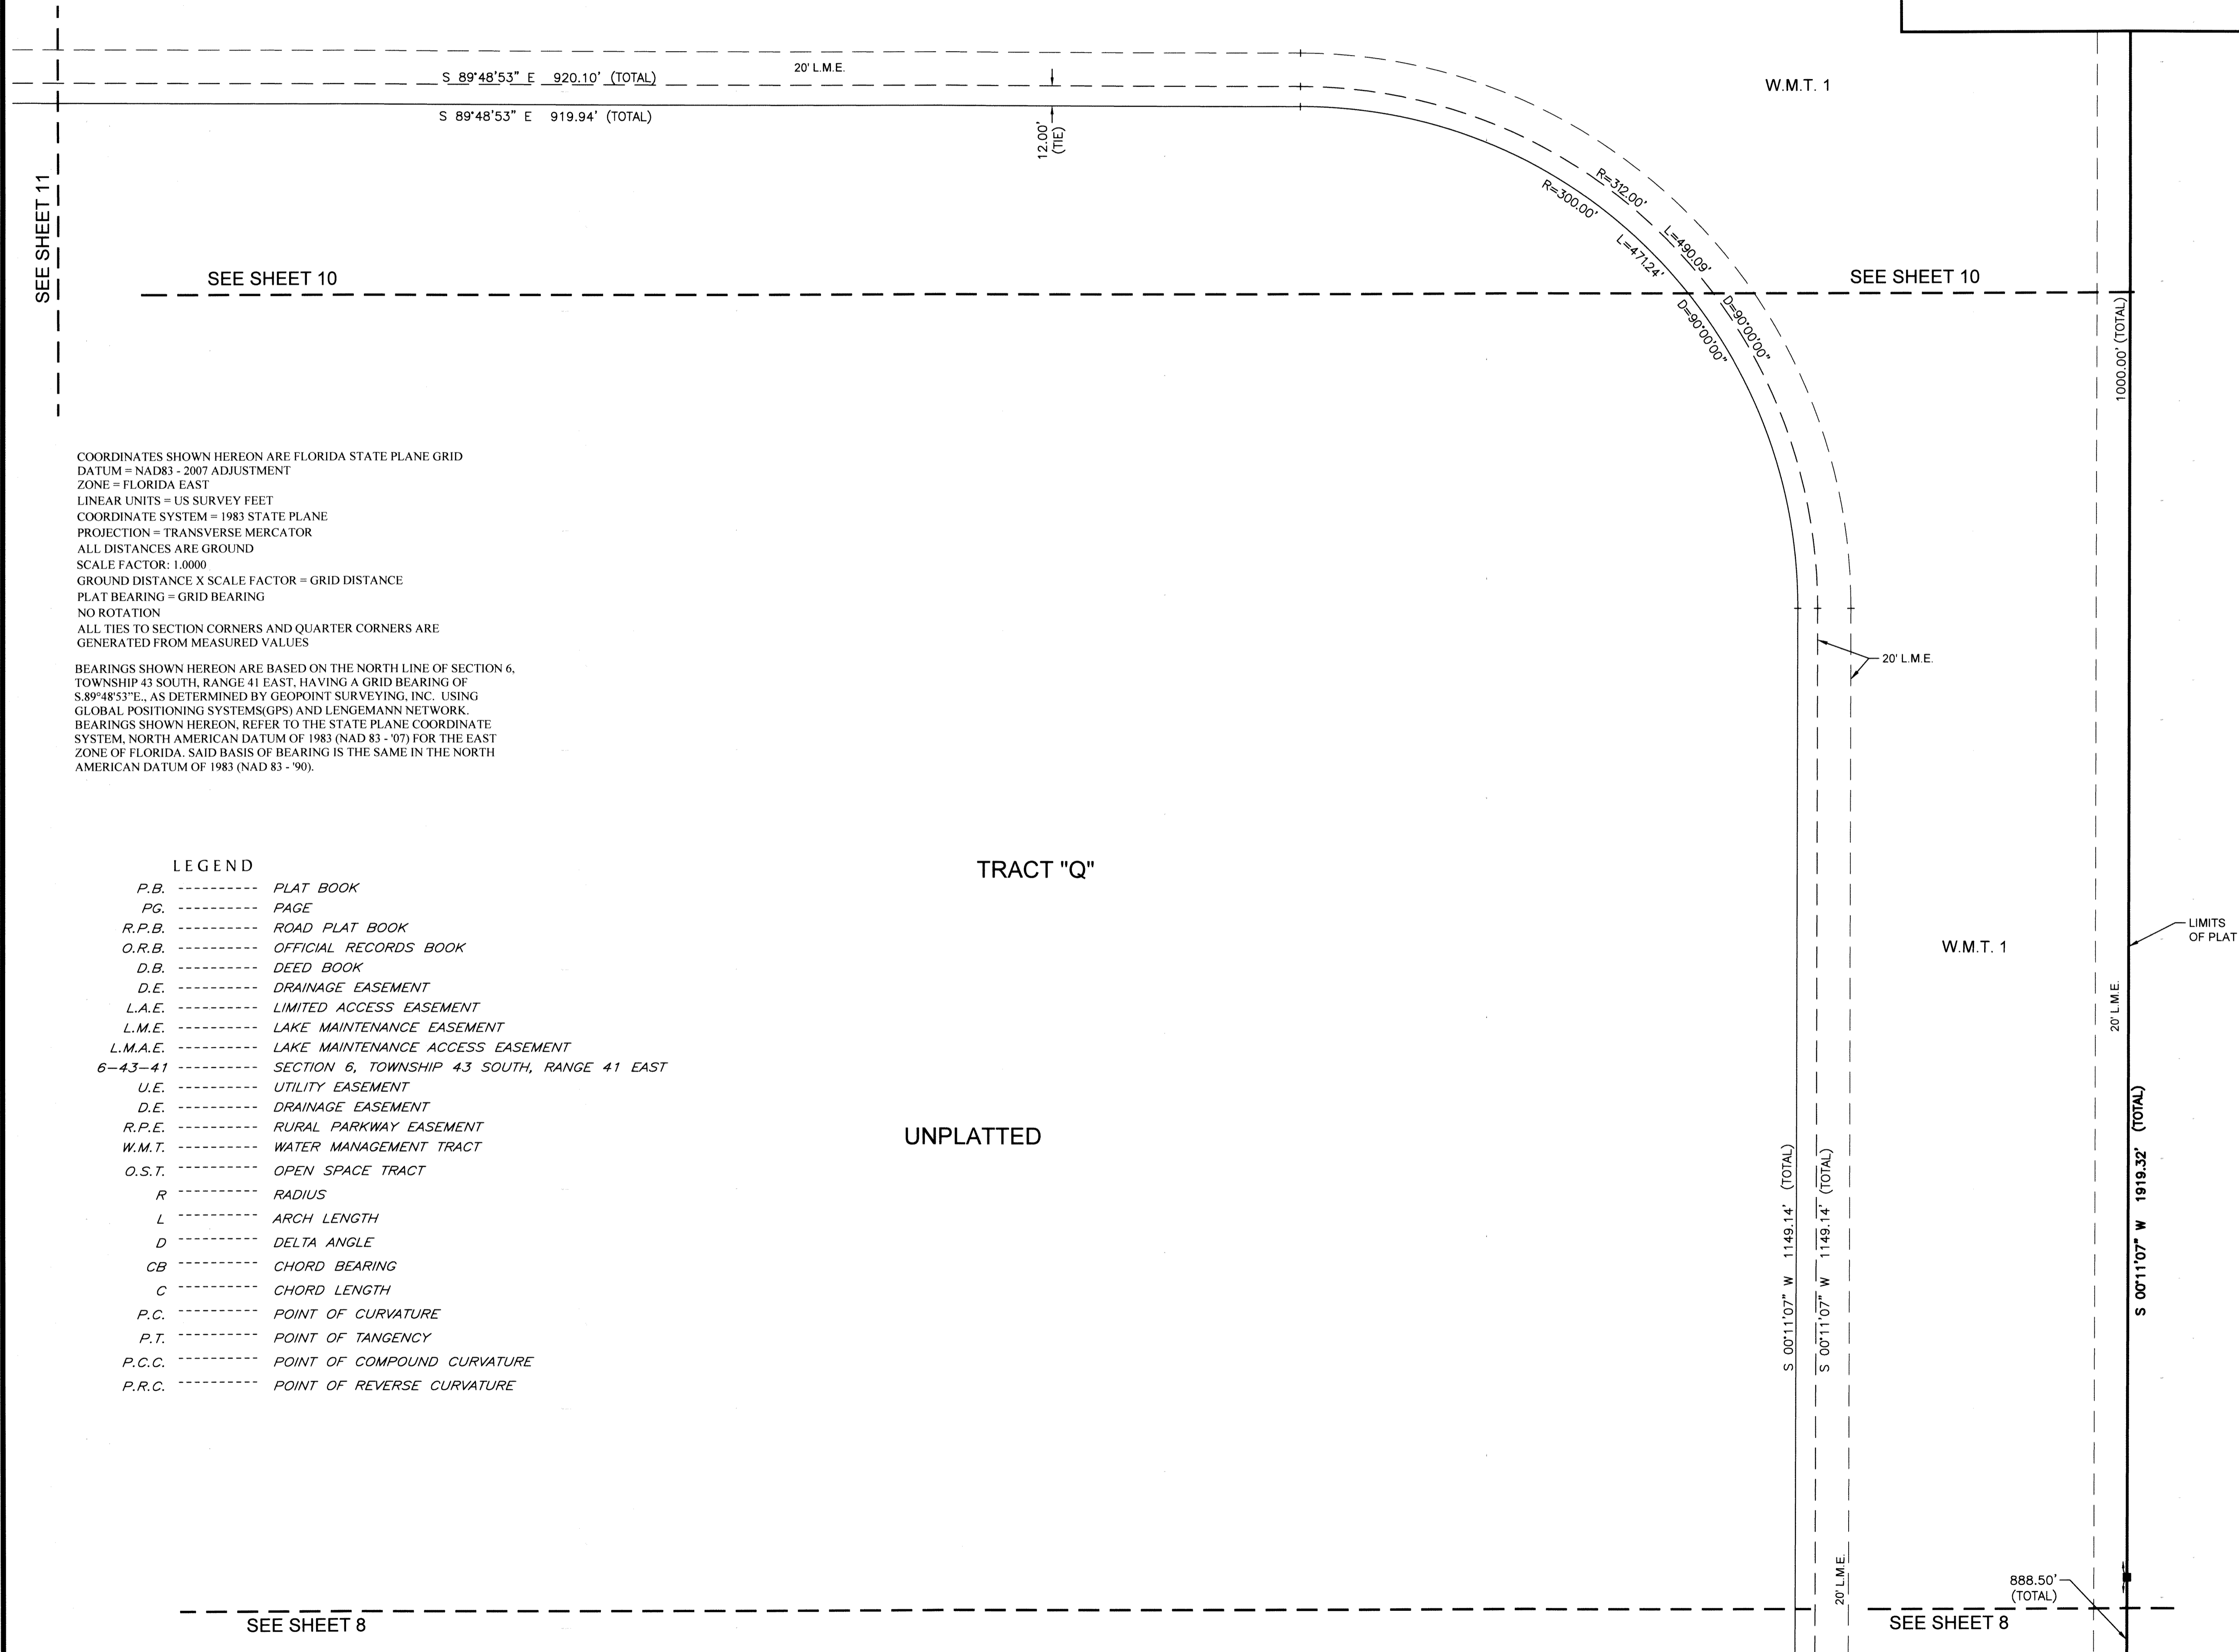 S 89°48'53" E 920.10' (TOTAL)
20' L.M.E.
W.M.T. 1
S 89°48'53" E 919.94' (TOTAL)
12.00'
(TIE)
SEE SHEET 11
R=312.00'
R=300.00'
L=490.09'
L=471.24'
SEE SHEET 10
SEE SHEET 10
D=90°00'00"
D=90°00'00"
1000.00' (TOTAL)
COORDINATES SHOWN HEREON ARE FLORIDA STATE PLANE GRID
DATUM = NAD83 - 2007 ADJUSTMENT
ZONE = FLORIDA EAST
LINEAR UNITS = US SURVEY FEET
COORDINATE SYSTEM = 1983 STATE PLANE
PROJECTION = TRANSVERSE MERCATOR
ALL DISTANCES ARE GROUND
SCALE FACTOR: 1.0000
GROUND DISTANCE X SCALE FACTOR = GRID DISTANCE
PLAT BEARING = GRID BEARING
NO ROTATION
ALL TIES TO SECTION CORNERS AND QUARTER CORNERS ARE
GENERATED FROM MEASURED VALUES
BEARINGS SHOWN HEREON ARE BASED ON THE NORTH LINE OF SECTION 6,
TOWNSHIP 43 SOUTH, RANGE 41 EAST, HAVING A GRID BEARING OF
S.89°48'53"E., AS DETERMINED BY GEOPOINT SURVEYING, INC. USING
GLOBAL POSITIONING SYSTEMS(GPS) AND LENGEMANN NETWORK.
BEARINGS SHOWN HEREON, REFER TO THE STATE PLANE COORDINATE
SYSTEM, NORTH AMERICAN DATUM OF 1983 (NAD 83 - '07) FOR THE EAST
ZONE OF FLORIDA. SAID BASIS OF BEARING IS THE SAME IN THE NORTH
AMERICAN DATUM OF 1983 (NAD 83 - '90).
20' L.M.E.
LEGEND
P.B. ---------- PLAT BOOK
PG. ---------- PAGE
R.P.B. ---------- ROAD PLAT BOOK
O.R.B. ---------- OFFICIAL RECORDS BOOK
D.B. ---------- DEED BOOK
D.E. ---------- DRAINAGE EASEMENT
L.A.E. ---------- LIMITED ACCESS EASEMENT
L.M.E. ---------- LAKE MAINTENANCE EASEMENT
L.M.A.E. ---------- LAKE MAINTENANCE ACCESS EASEMENT
6-43-41 ---------- SECTION 6, TOWNSHIP 43 SOUTH, RANGE 41 EAST
U.E. ---------- UTILITY EASEMENT
D.E. ---------- DRAINAGE EASEMENT
R.P.E. ---------- RURAL PARKWAY EASEMENT
W.M.T. ---------- WATER MANAGEMENT TRACT
O.S.T. ---------- OPEN SPACE TRACT
R ---------- RADIUS
L ---------- ARCH LENGTH
D ---------- DELTA ANGLE
CB ---------- CHORD BEARING
C ---------- CHORD LENGTH
P.C. ---------- POINT OF CURVATURE
P.T. ---------- POINT OF TANGENCY
P.C.C. ---------- POINT OF COMPOUND CURVATURE
P.R.C. ---------- POINT OF REVERSE CURVATURE
TRACT "Q"
UNPLATTED
W.M.T. 1
LIMITS
OF PLAT
20' L.M.E.
S 00°11'07" W 1149.14' (TOTAL)
S 00°11'07" W 1149.14' (TOTAL)
S 00°11'07" W 1919.32' (TOTAL)
20' L.M.E.
888.50'
(TOTAL)
SEE SHEET 8
SEE SHEET 8